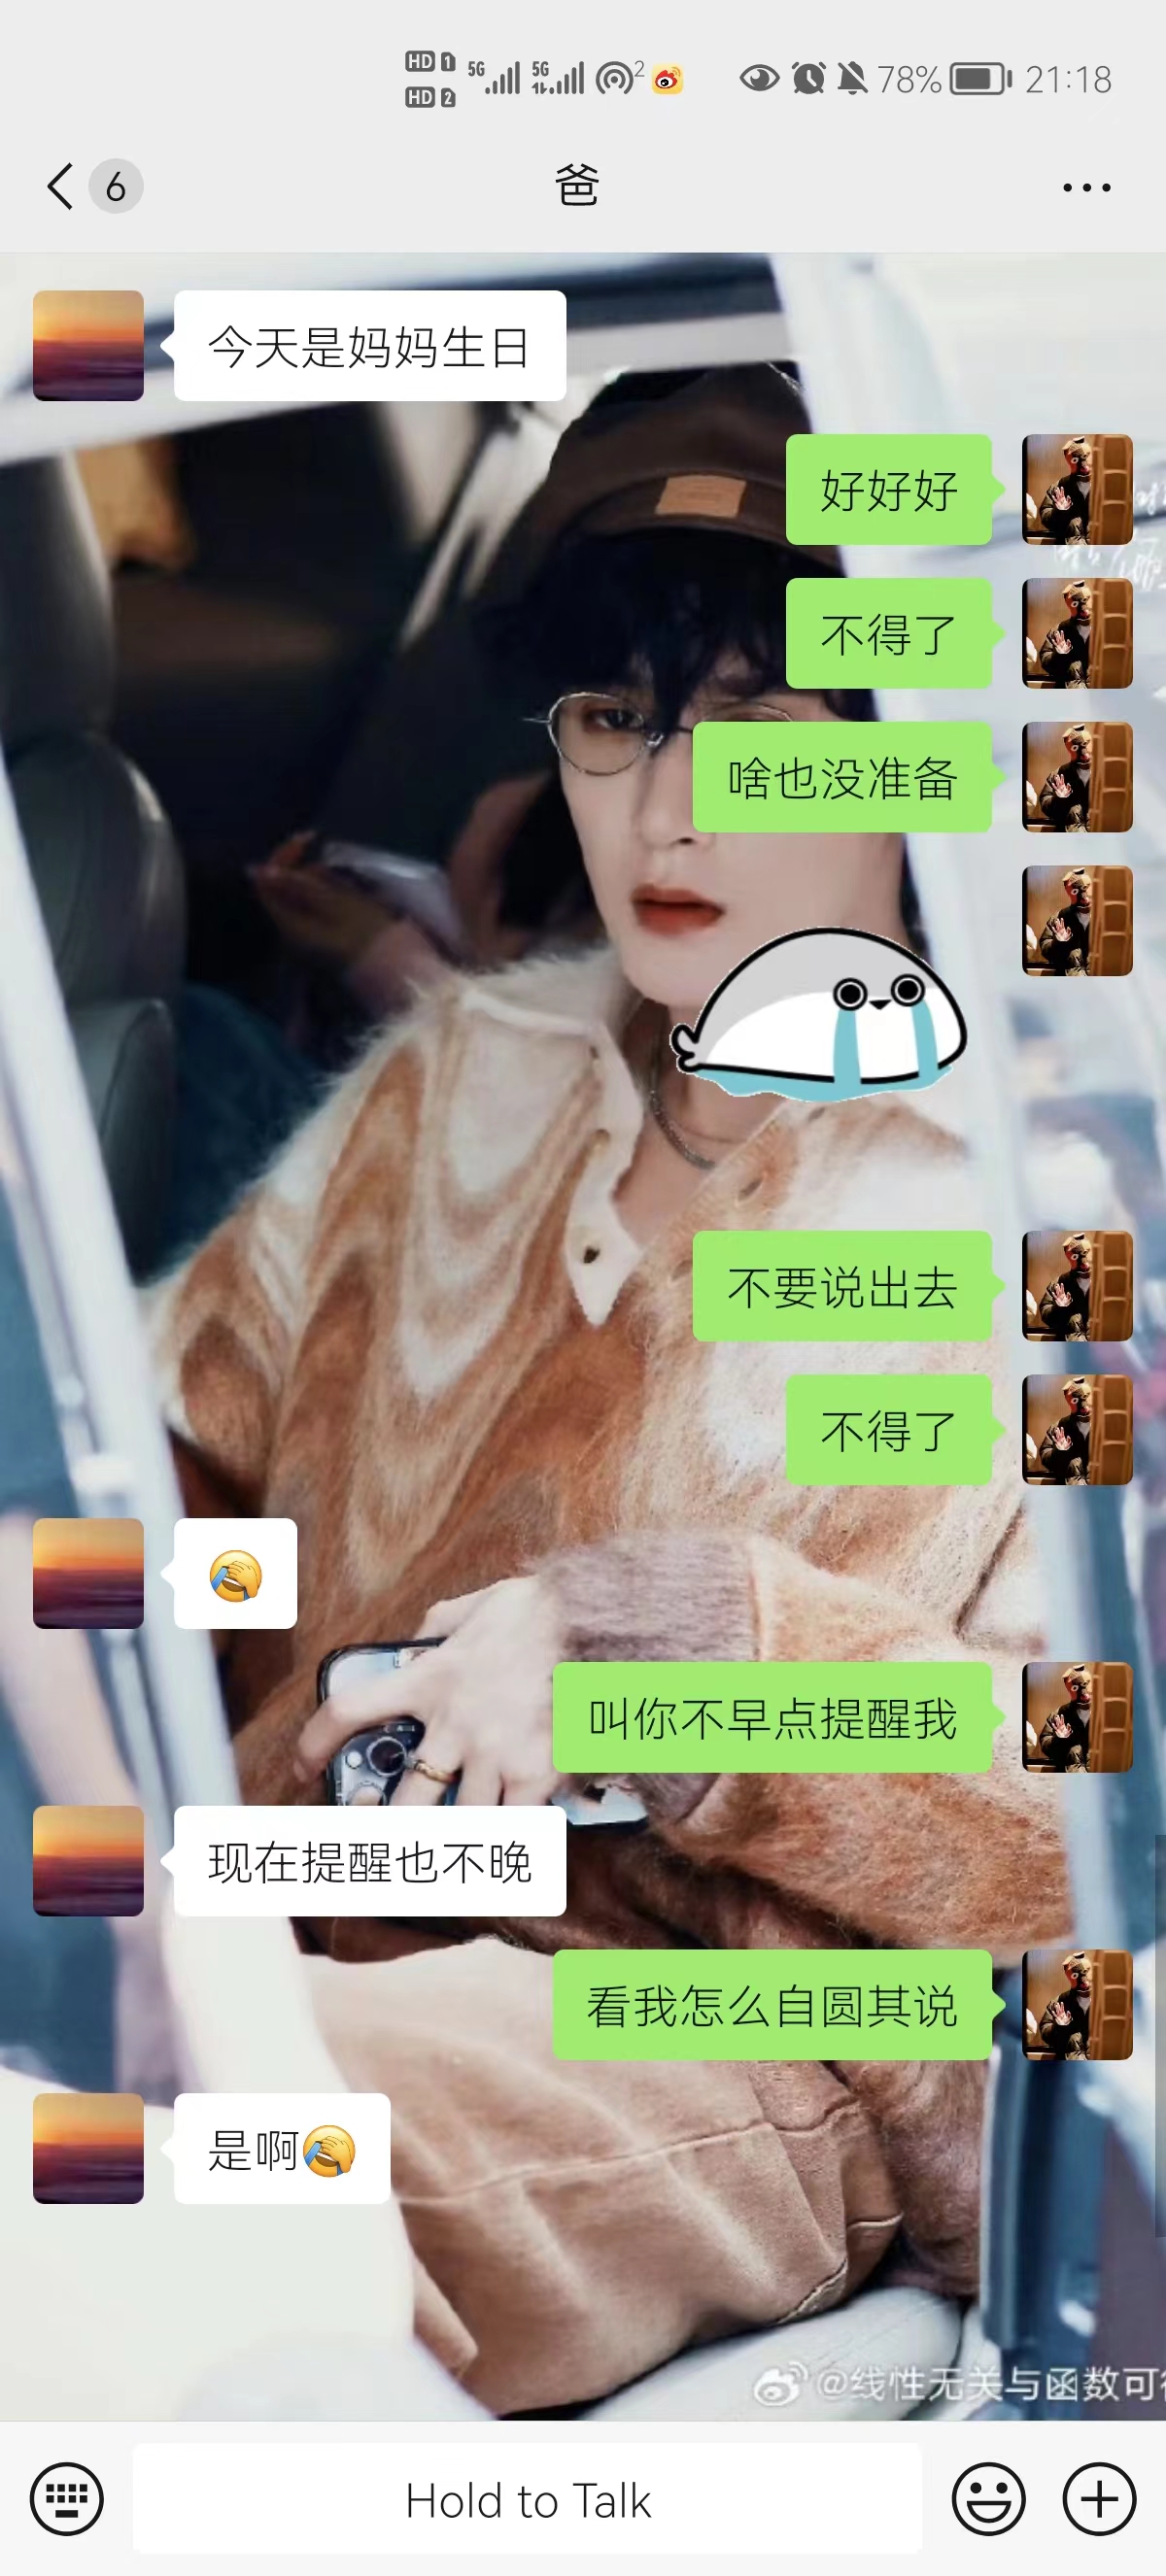 HD 1 5G 5G 2 78% 21:18
HD 2
6 爸
今天是妈妈生日
好好好
不得了
啥也没准备
不要说出去
不得了
叫你不早点提醒我
现在提醒也不晚
看我怎么自圆其说
是啊
@线性无关与函数可
Hold to Talk